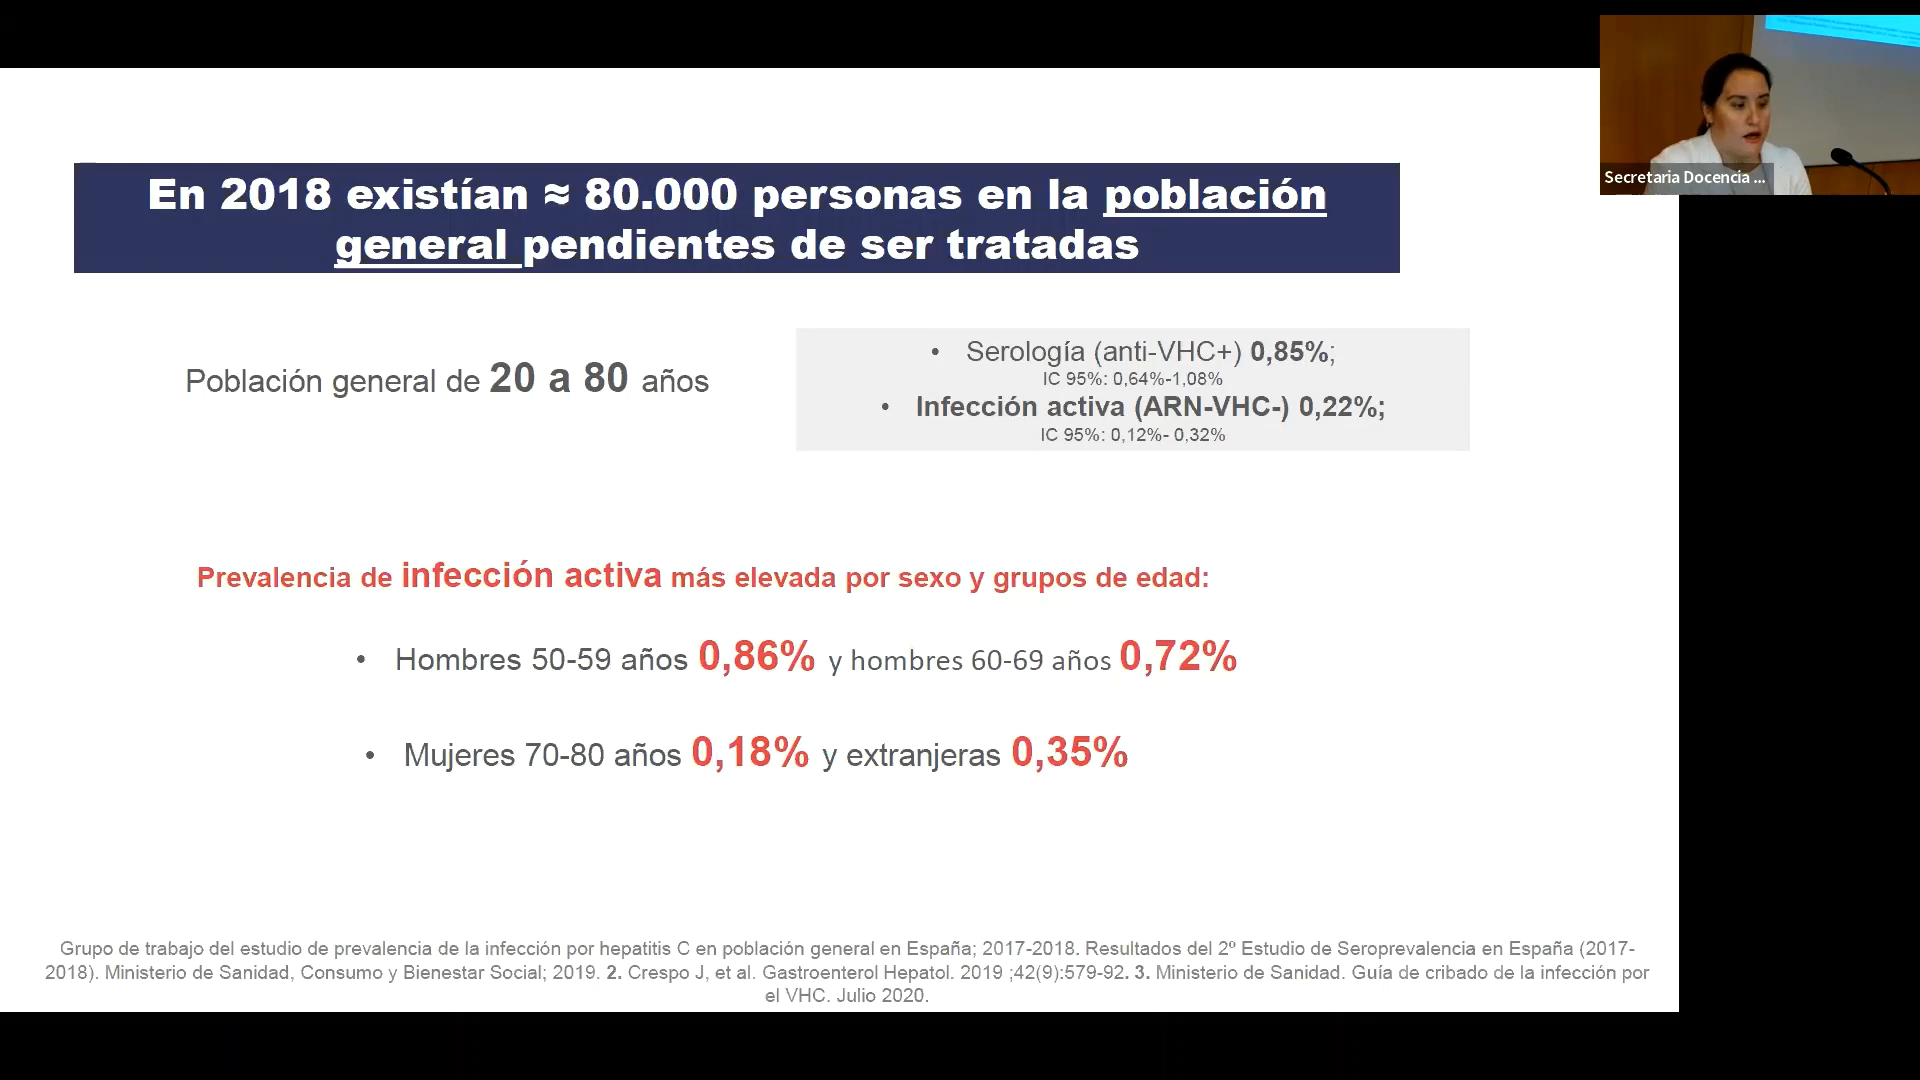 En 2018 existían ≈ 80.000 personas en la población
general pendientes de ser tratadas
Población general de 20 a 80 años
• Serología (anti-VHC+) 0,85%;
IC 95%: 0,64%-1,08%
• Infección activa (ARN-VHC-) 0,22%;
IC 95%: 0,12%- 0,32%
Prevalencia de infección activa más elevada por sexo y grupos de edad:
• Hombres 50-59 años 0,86% y hombres 60-69 años 0,72%
• Mujeres 70-80 años 0,18% y extranjeras 0,35%
Grupo de trabajo del estudio de prevalencia de la infección por hepatitis C en población general en España; 2017-2018. Resultados del 2º Estudio de Seroprevalencia en España (2017-
2018). Ministerio de Sanidad, Consumo y Bienestar Social; 2019. 2. Crespo J, et al. Gastroenterol Hepatol. 2019 ;42(9):579-92. 3. Ministerio de Sanidad. Guía de cribado de la infección por
el VHC. Julio 2020.
Secretaria Docencia ...